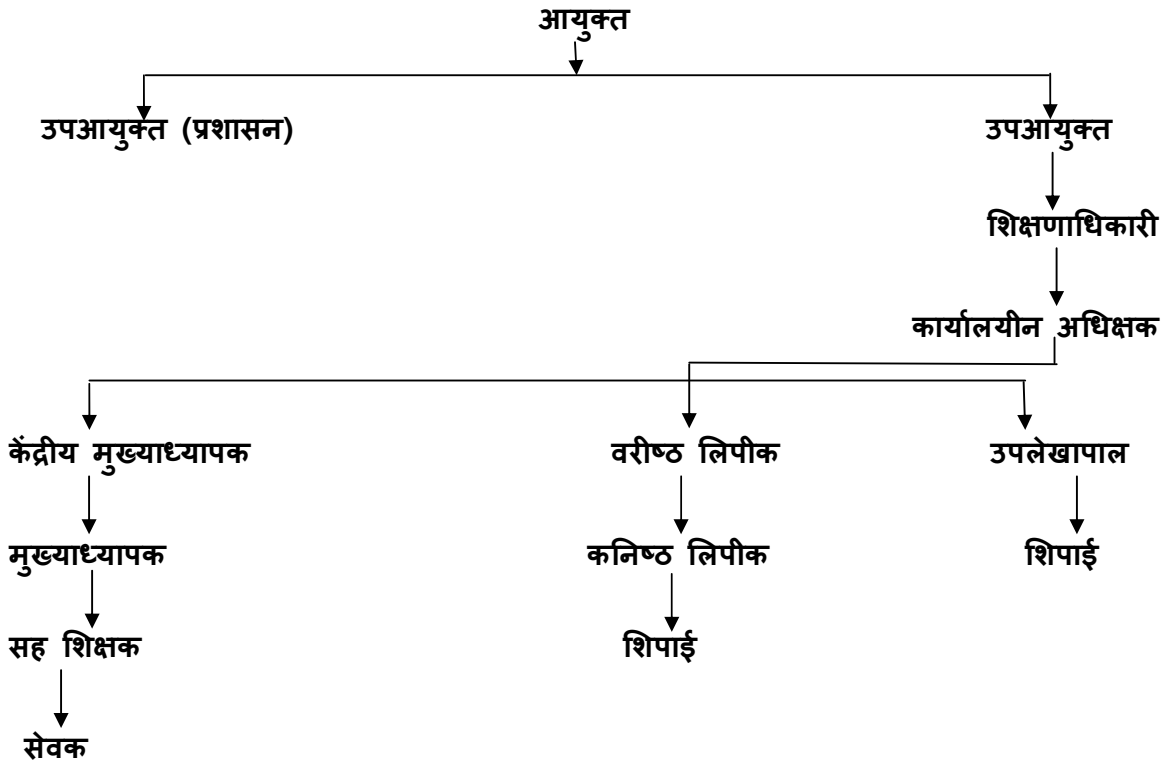 आयुक्त
उपआयुक्त (प्रशासन) उपआयुक्त
शिक्षणाधिकारी
कार्यालयीन अधिक्षक
केंद्रीय मुख्याध्यापक वरीष्ठ लिपीक उपलेखापाल
मुख्याध्यापक कनिष्ठ लिपीक शिपाई
सह शिक्षक शिपाई
सेवक